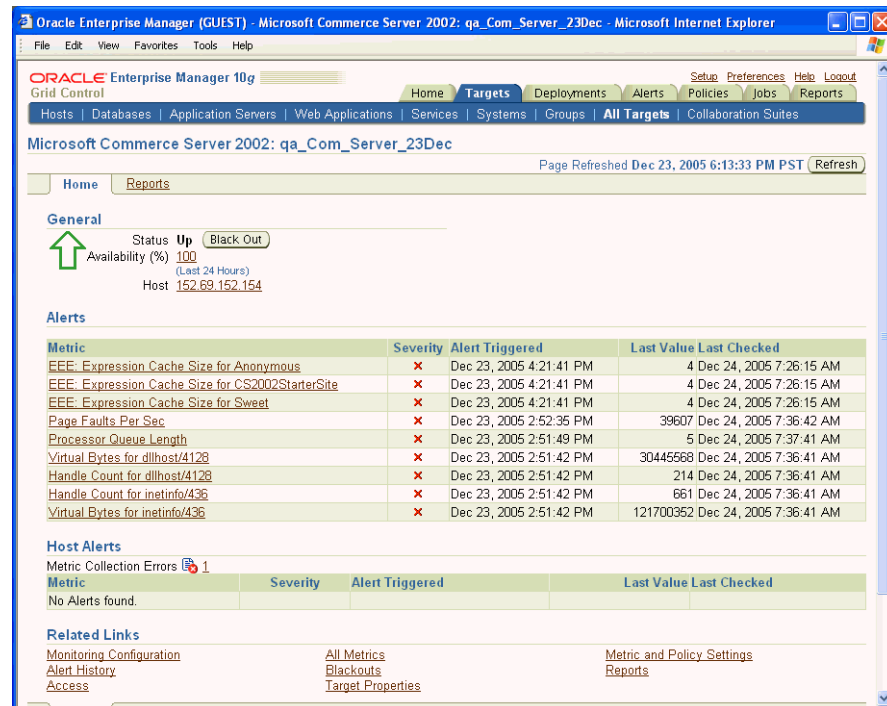 Oracle Enterprise Manager (GUEST) - Microsoft Commerce Server 2002: qa_Com_Server_23Dec - Microsoft Internet Explorer
File Edit View Favorites Tools Help
ORACLE Enterprise Manager 10g
Grid Control
Setup Preferences Help Logout
Home Targets Deployments Alerts Policies Jobs Reports
Hosts | Databases | Application Servers | Web Applications | Services | Systems | Groups | All Targets | Collaboration Suites
Microsoft Commerce Server 2002: qa_Com_Server_23Dec
Page Refreshed Dec 23, 2005 6:13:33 PM PST Refresh
Home Reports
General
Status Up Black Out
Availability (%) 100
(Last 24 Hours)
Host 152.69.152.154
Alerts
Metric Severity Alert Triggered Last Value Last Checked
EEE: Expression Cache Size for Anonymous Dec 23, 2005 4:21:41 PM 4 Dec 24, 2005 7:26:15 AM
EEE: Expression Cache Size for CS2002StarterSite Dec 23, 2005 4:21:41 PM 4 Dec 24, 2005 7:26:15 AM
EEE: Expression Cache Size for Sweet Dec 23, 2005 4:21:41 PM 4 Dec 24, 2005 7:26:15 AM
Page Faults Per Sec Dec 23, 2005 2:52:35 PM 39607 Dec 24, 2005 7:36:42 AM
Processor Queue Length Dec 23, 2005 2:51:49 PM 5 Dec 24, 2005 7:37:41 AM
Virtual Bytes for dllhost/4128 Dec 23, 2005 2:51:42 PM 30445568 Dec 24, 2005 7:36:41 AM
Handle Count for dllhost/4128 Dec 23, 2005 2:51:42 PM 214 Dec 24, 2005 7:36:41 AM
Handle Count for inetinfo/436 Dec 23, 2005 2:51:42 PM 661 Dec 24, 2005 7:36:41 AM
Virtual Bytes for inetinfo/436 Dec 23, 2005 2:51:42 PM 121700352 Dec 24, 2005 7:36:41 AM
Host Alerts
Metric Collection Errors 1
Metric Severity Alert Triggered Last Value Last Checked
No Alerts found.
Related Links
Monitoring Configuration All Metrics Metric and Policy Settings
Alert History Blackouts Reports
Access Target Properties